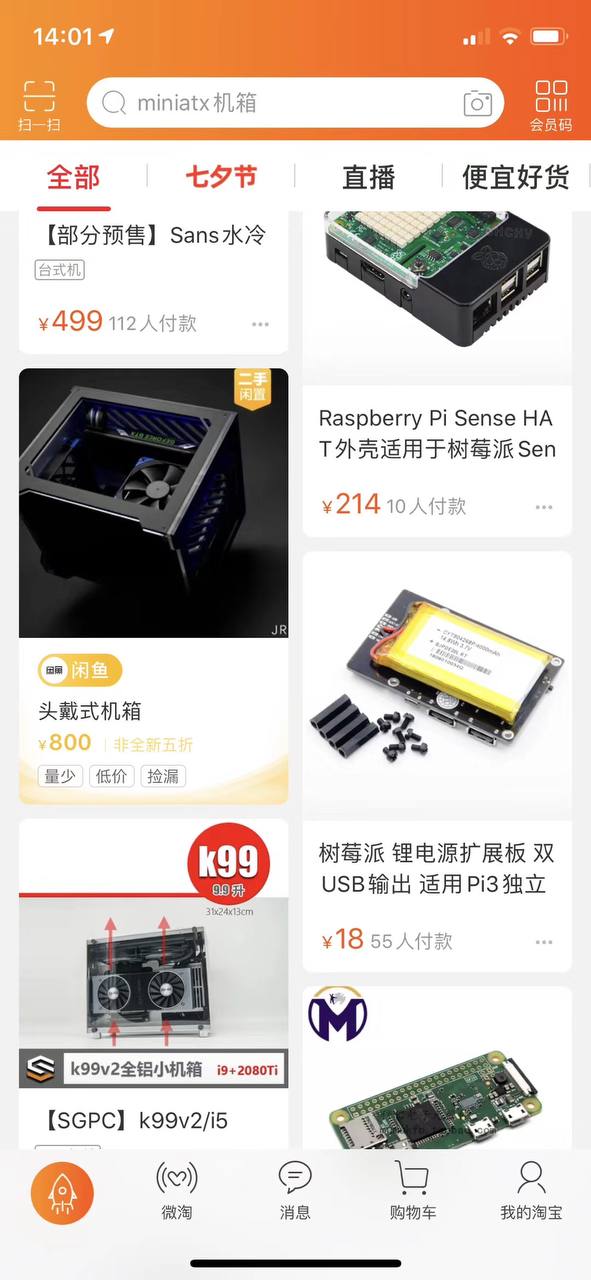 14:01
扫一扫
miniatx机箱
会员码
全部
七夕节
直播
便宜好货
【部分预售】Sans水冷
台式机
¥499 112人付款
二手
闲置
GEFORCE RTX
JR
闲鱼
闲鱼
头戴式机箱
¥800 非全新五折
量少 低价 捡漏
k99
9.9 升
31x24x13cm
k99v2全铝小机箱 i9+2080Ti
【SGPC】k99v2/i5
Raspberry Pi Sense HA
T外壳适用于树莓派Sen
¥214 10人付款
树莓派 锂电源扩展板 双
USB输出 适用Pi3独立
¥18 55人付款
M
微淘
消息
购物车
我的淘宝